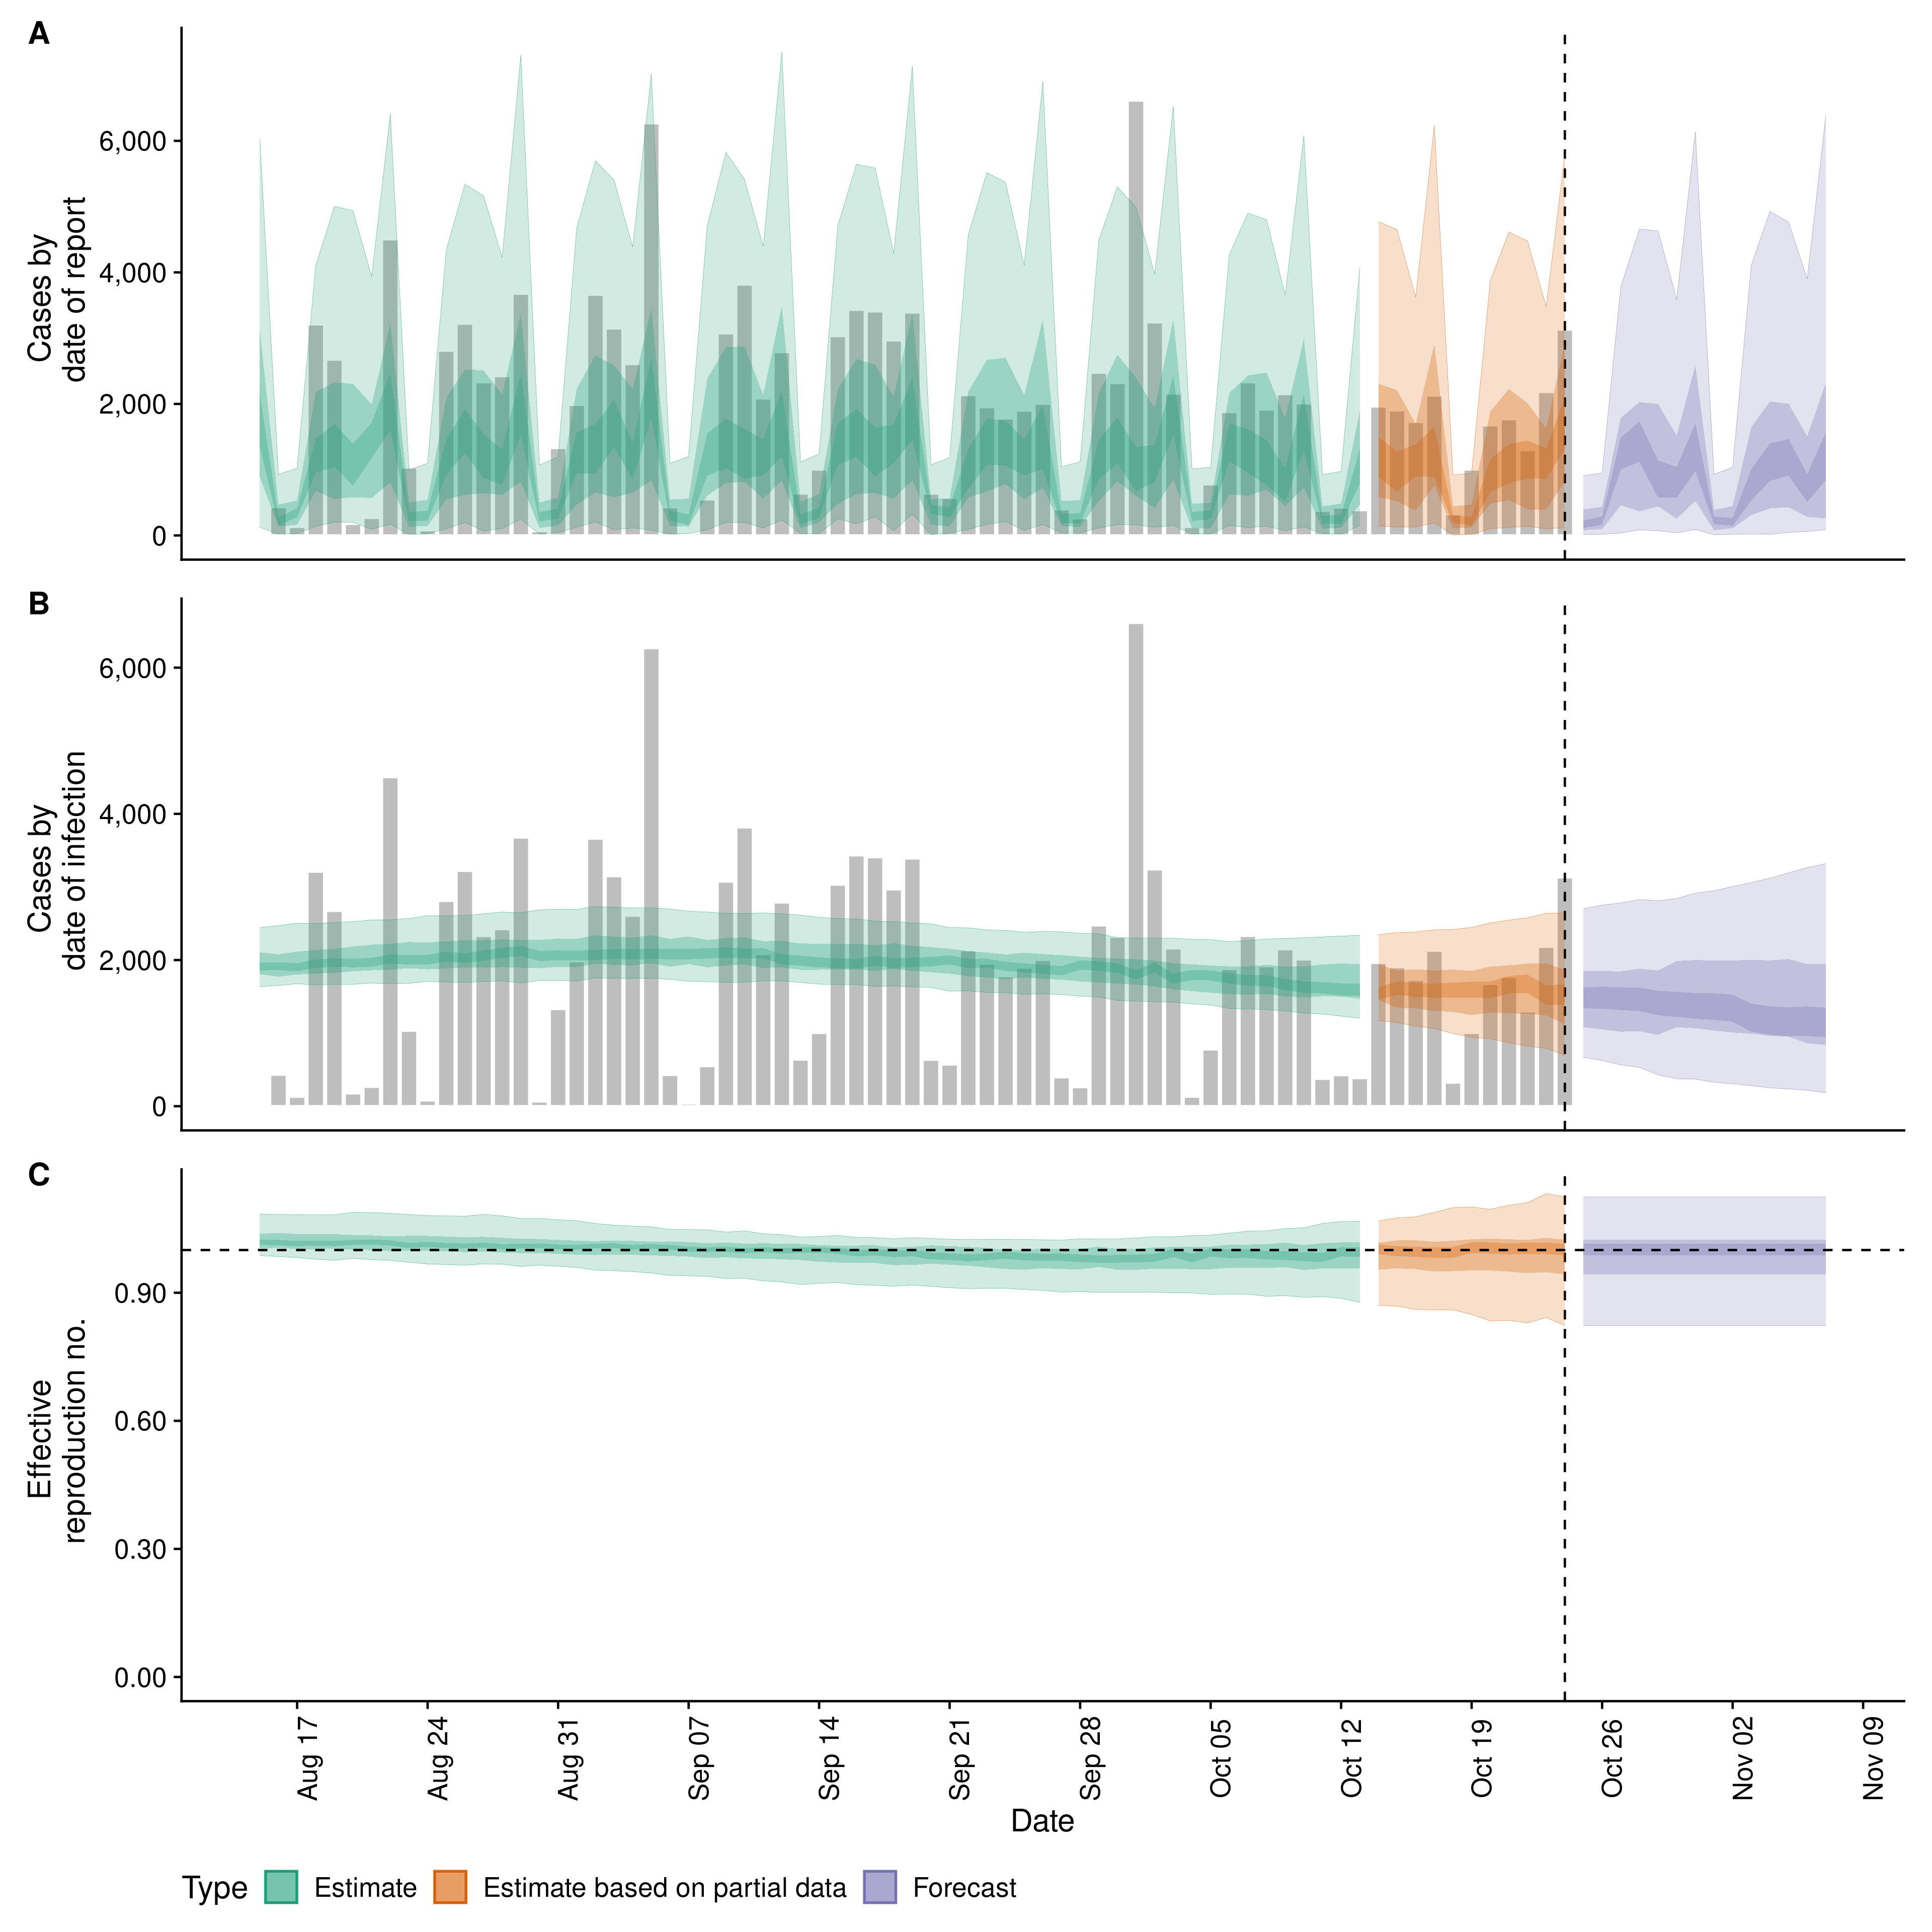 A
Cases by
date of report
6,000
4,000
2,000
0
B
Cases by
date of infection
6,000
4,000
2,000
0
C
Effective
reproduction no.
0.90
0.60
0.30
0.00
Aug 17
Aug 24
Aug 31
Sep 07
Sep 14
Sep 21
Sep 28
Oct 05
Oct 12
Oct 19
Oct 26
Nov 02
Nov 09
Date
Type Estimate Estimate based on partial data Forecast